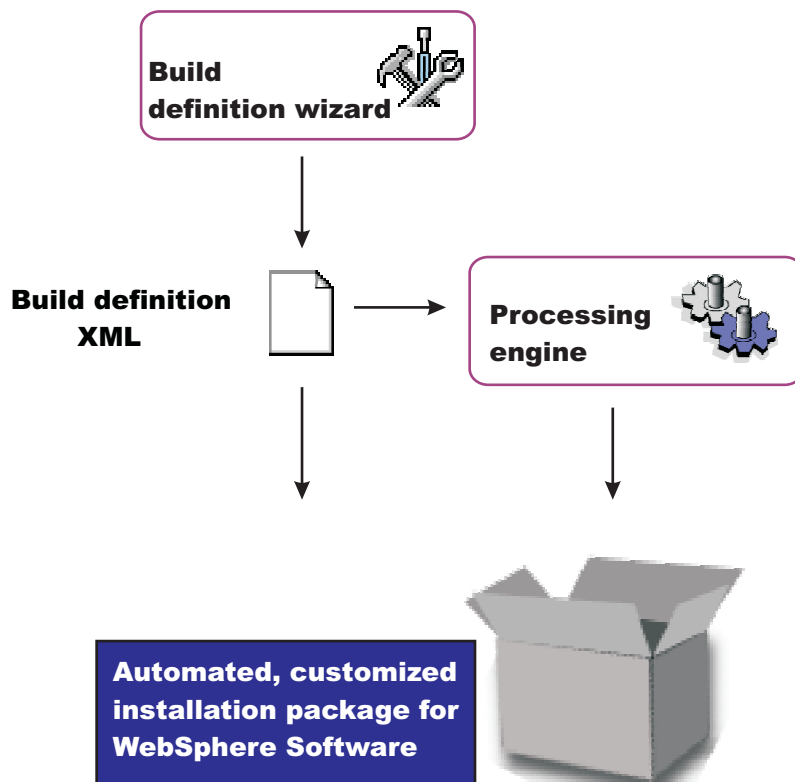 Build
definition wizard
Build definition
XML
Processing
engine
Automated, customized
installation package for
WebSphere Software